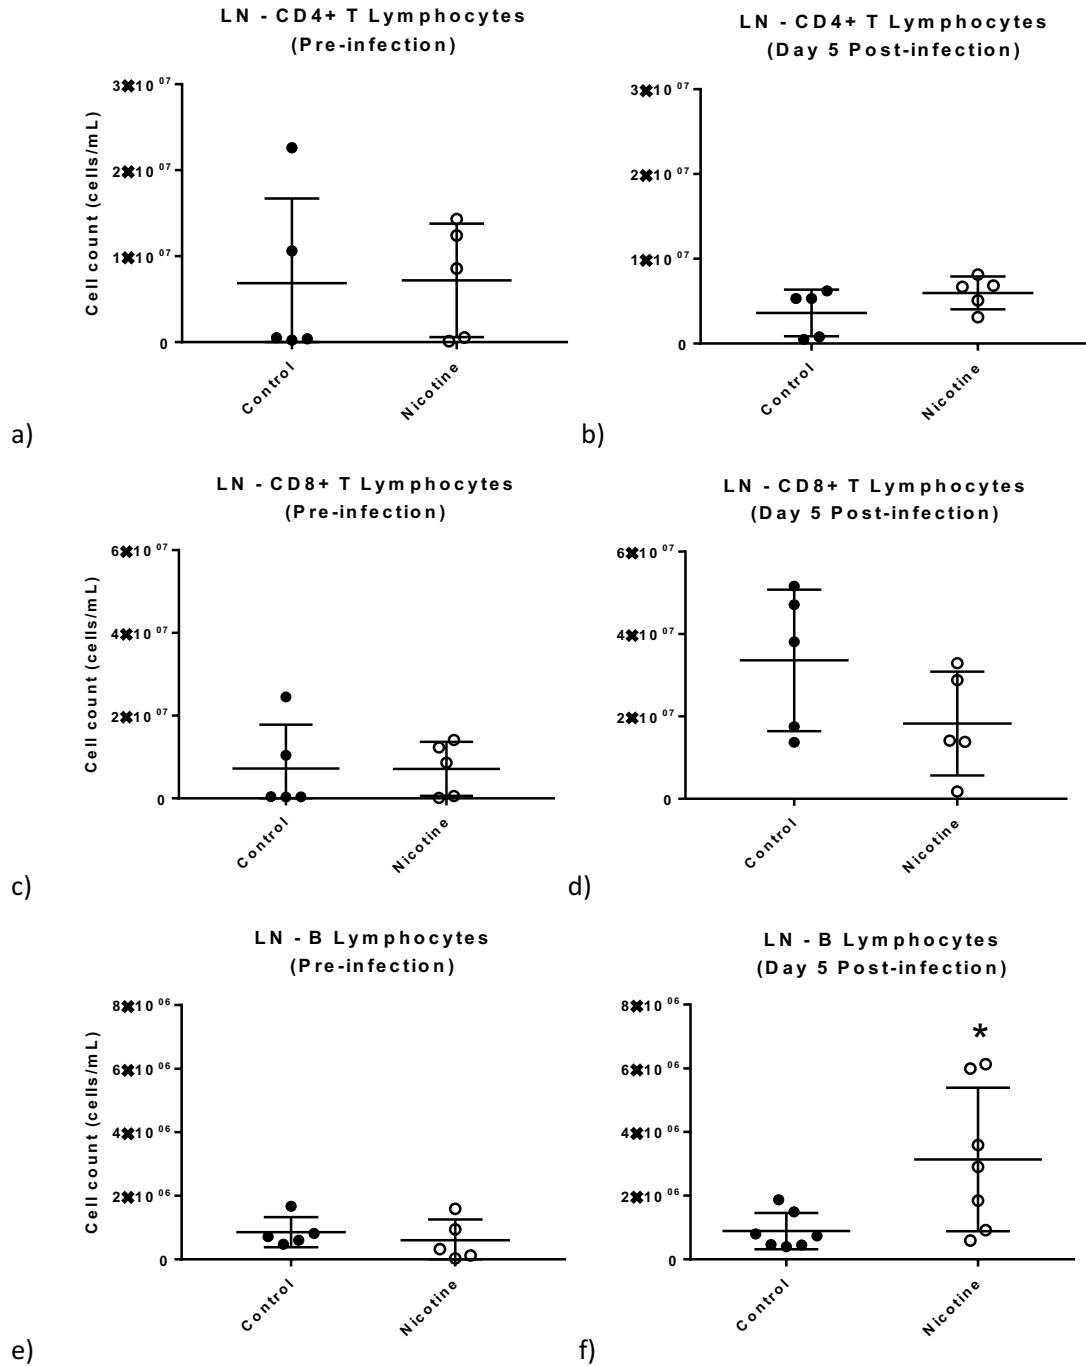 LN - CD4+ T Lymphocytes
(Pre-infection)
Cell count (cells/mL)
3✖10 07
2✖10 07
1✖10 07
0
Control
Nicotine
a)
LN - CD4+ T Lymphocytes
(Day 5 Post-infection)
3✖10 07
2✖10 07
1✖10 07
0
Control
Nicotine
b)
LN - CD8+ T Lymphocytes
(Pre-infection)
Cell count (cells/mL)
6✖10 07
4✖10 07
2✖10 07
0
Control
Nicotine
c)
LN - CD8+ T Lymphocytes
(Day 5 Post-infection)
6✖10 07
4✖10 07
2✖10 07
0
Control
Nicotine
d)
LN - B Lymphocytes
(Pre-infection)
Cell count (cells/mL)
8✖10 06
6✖10 06
4✖10 06
2✖10 06
0
Control
Nicotine
e)
LN - B Lymphocytes
(Day 5 Post-infection)
8✖10 06
6✖10 06
4✖10 06
2✖10 06
0
*
Control
Nicotine
f)